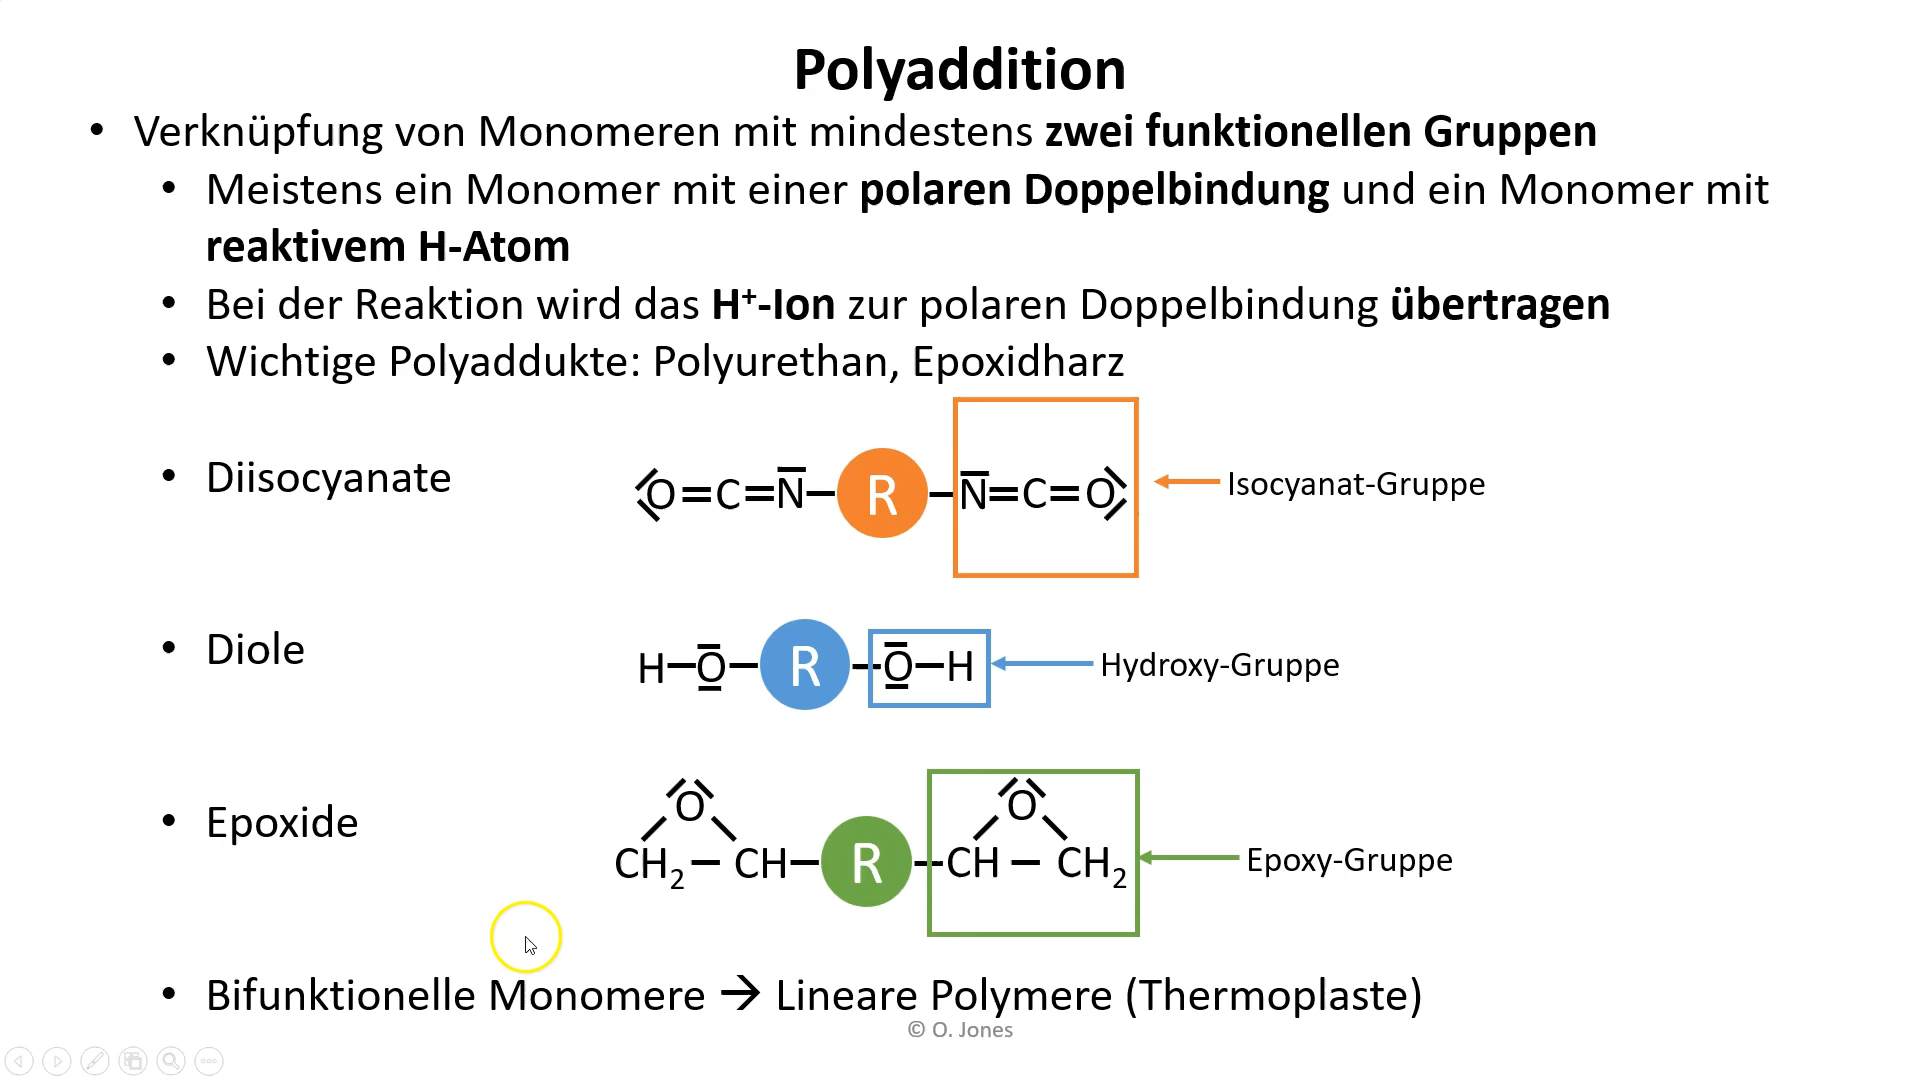 Polyaddition
• Verknüpfung von Monomeren mit mindestens zwei funktionellen Gruppen
• Meistens ein Monomer mit einer polaren Doppelbindung und ein Monomer mit
reaktivem H-Atom
• Bei der Reaktion wird das H⁺-Ion zur polaren Doppelbindung übertragen
• Wichtige Polyaddukte: Polyurethan, Epoxidharz
• Diisocyanate
O=C=N–R–N=C=O
Isocyanat-Gruppe
• Diole
H–O–R–O–H
Hydroxy-Gruppe
• Epoxide
O O
CH₂ – CH–R–CH – CH₂
Epoxy-Gruppe
• Bifunktionelle Monomere → Lineare Polymere (Thermoplaste)
© O. Jones